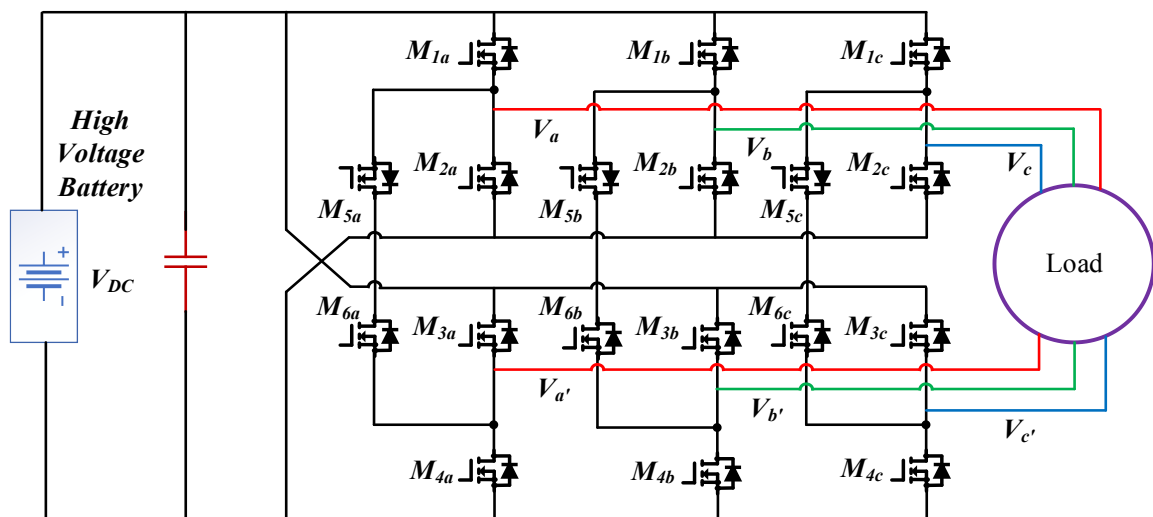 M1a
M1b
M1c
High
Voltage
Battery
Va
Vb
Vc
M2a
M2b
M2c
M5a
M5b
M5c
+
VDC
Load
M6a
M6b
M6c
M3a
M3b
M3c
Va'
Vb'
Vc'
M4a
M4b
M4c